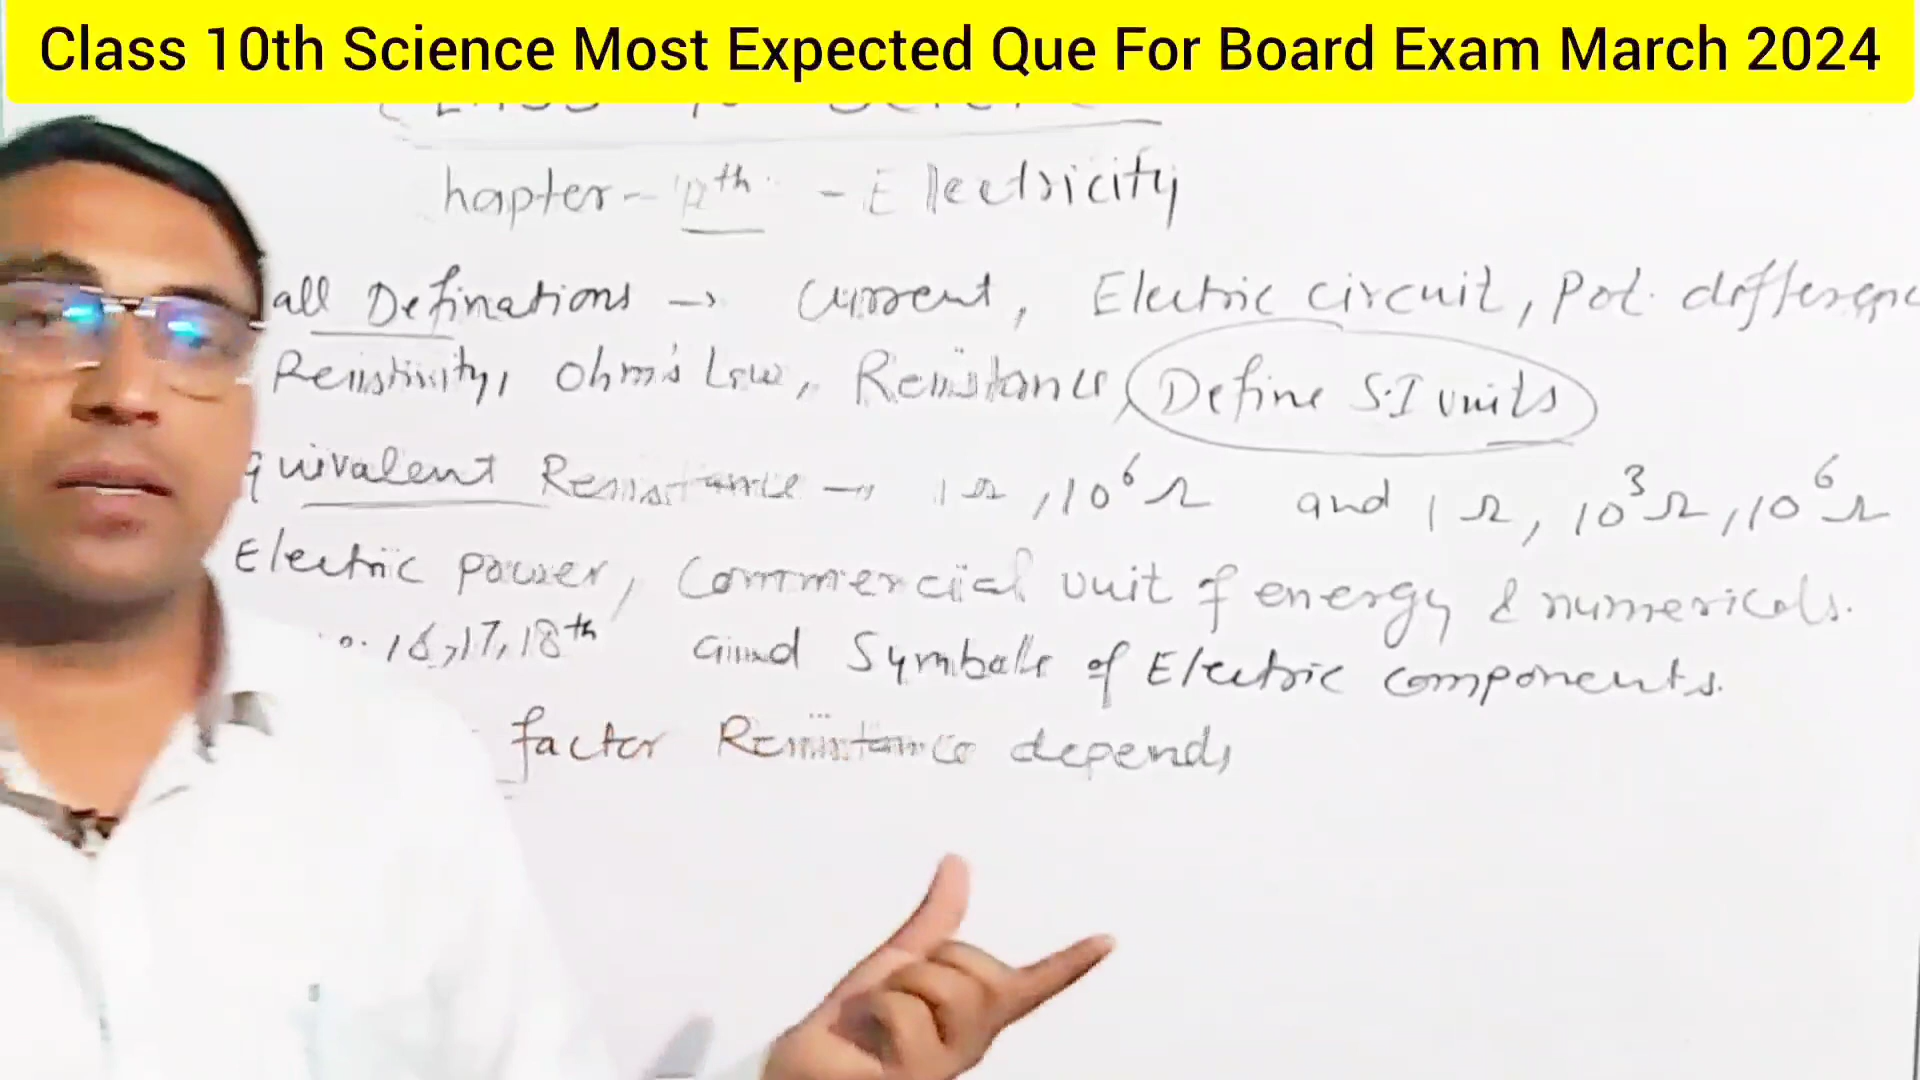 Class 10th Science Most Expected Que For Board Exam March 2024
hapter - 12th - Electricity
all Definations → Current, Electric circuit, Pot. differenc
Resistivity, Ohm's Law, Resistance, Define S.I units
quivalent Resistance → 1Ω, 10⁶Ω and 1Ω, 10³Ω, 10⁶Ω
Electric power, Commercial unit of energy & numericals.
o. 16,17,18th and Symbols of Electric components.
factor Resistance depends